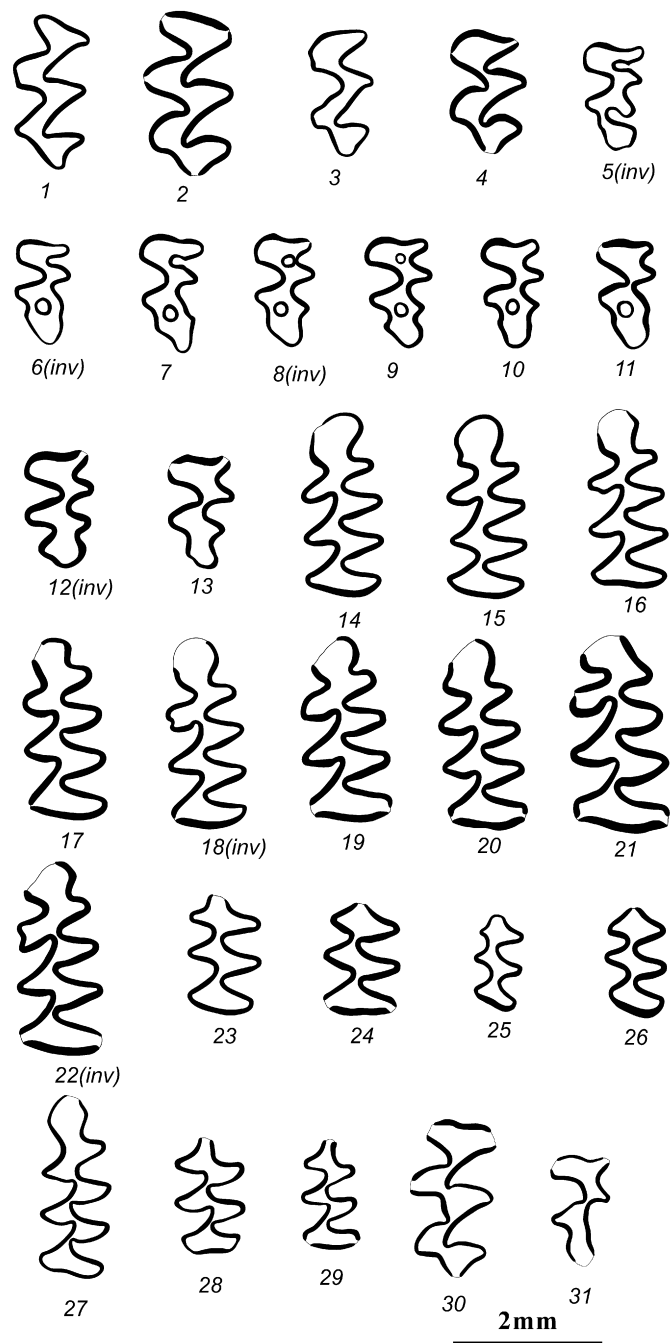 1 2 3 4 5(inv)
6(inv) 7 8(inv) 9 10 11
12(inv) 13 14 15 16
17 18(inv) 19 20 21
22(inv) 23 24 25 26
27 28 29 30 31
2mm